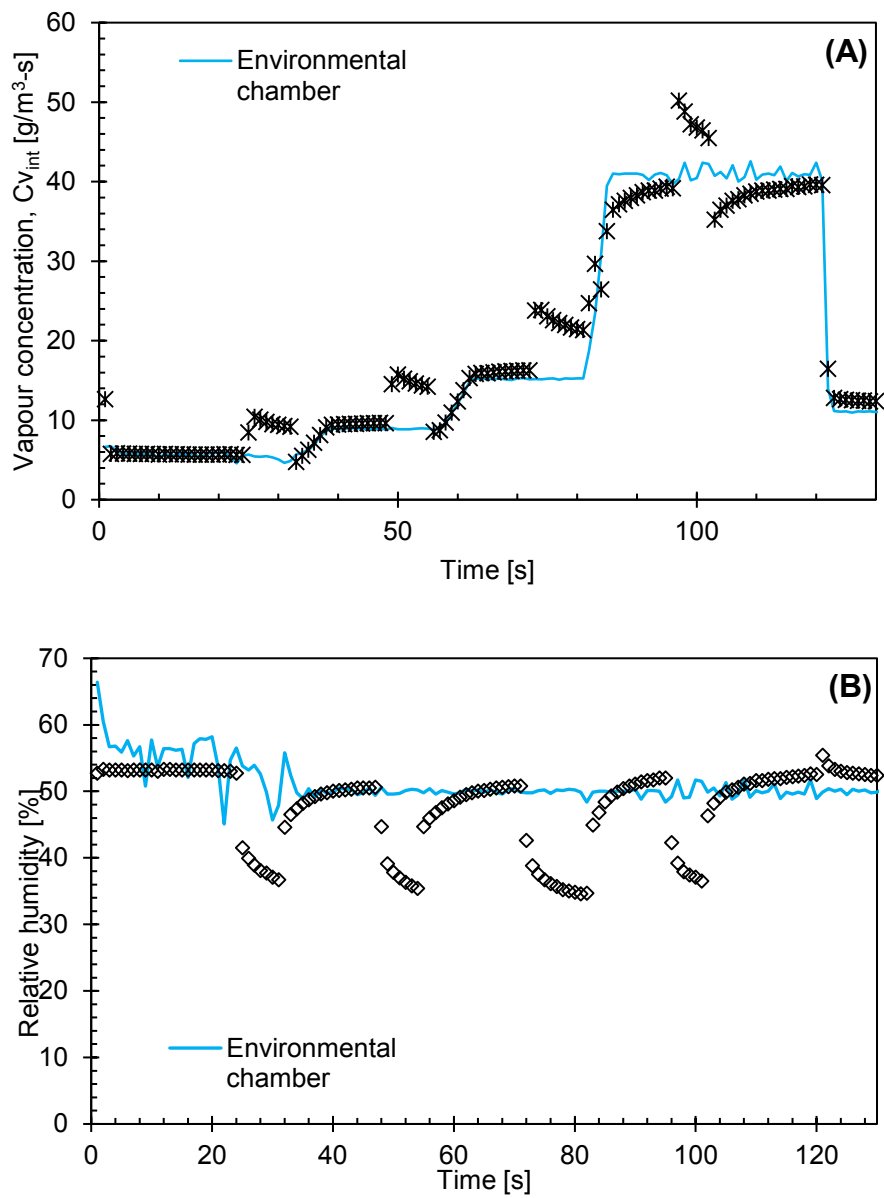 (A)
Environmental
chamber
Vapour concentration, Cv_int [g/m³-s]
60
50
40
30
20
10
0
0 50 100
Time [s]
(B)
Relative humidity [%]
70
60
50
40
30
20
10
0
Environmental
chamber
0 20 40 60 80 100 120
Time [s]